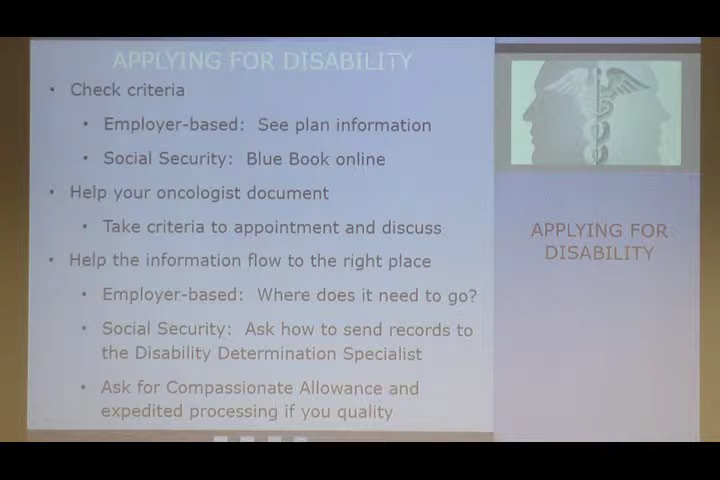 APPLYING FOR DISABILITY
• Check criteria
• Employer-based: See plan information
• Social Security: Blue Book online
• Help your oncologist document
• Take criteria to appointment and discuss
• Help the information flow to the right place
• Employer-based: Where does it need to go?
• Social Security: Ask how to send records to
the Disability Determination Specialist
• Ask for Compassionate Allowance and
expedited processing if you quality
APPLYING FOR
DISABILITY